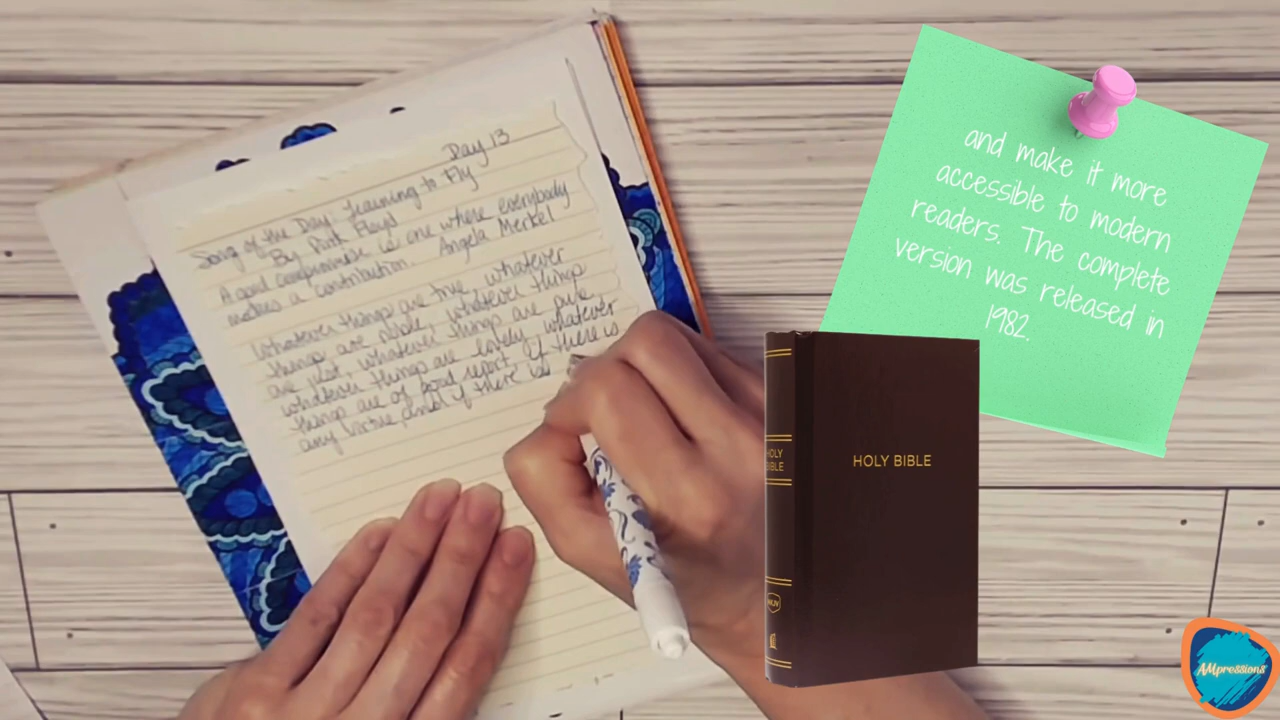 Day 13
Song of the Day: Learning to Fly
By Pink Floyd
A good compromise is one where everybody
makes a contribution. Angela Merkel
Whatever things are true, whatever
things are noble, whatever things
are just, whatever things are pure
whatever things are lovely, whatever
things are of good report, if there is
any virtue and if there is
and make it more
accessible to modern
readers. The complete
version was released in
1982.
HOLY BIBLE
HOLY
BIBLE
NKJV
AMpressions